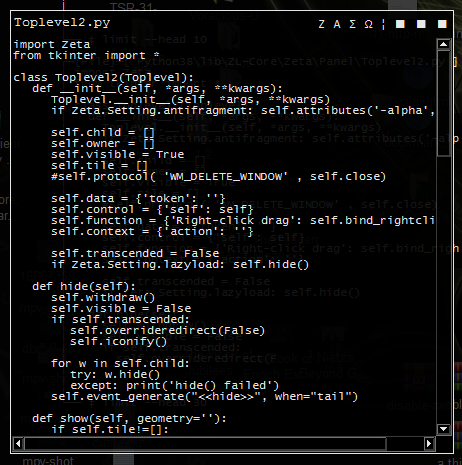 TSR-31-
Toplevel2.py Z A Σ Ω ¦ ■ ■ ■
import Zeta
from tkinter import *
class Toplevel2(Toplevel):
def __init__(self, *args, **kwargs):
Toplevel.__init__(self, *args, **kwargs)
if Zeta.Setting.antifragment: self.attributes('-alpha',
self.child = []
self.owner = []
self.visible = True
self.tile = []
#self.protocol( 'WM_DELETE_WINDOW' , self.close)
self.data = {'token': ''}
self.control = {'self': self}
self.function = {'Right-click drag': self.bind_rightcli
self.context = {'action': ''}
self.transcended = False
if Zeta.Setting.lazyload: self.hide()
def hide(self):
self.withdraw()
self.visible = False
if self.transcended:
self.overrideredirect(False)
self.iconify()
for w in self.child:
try: w.hide()
except: print('hide() failed')
self.event_generate("<<hide>>", when="tail")
def show(self, geometry=''):
if self.tile!=[]:
mpv-shot